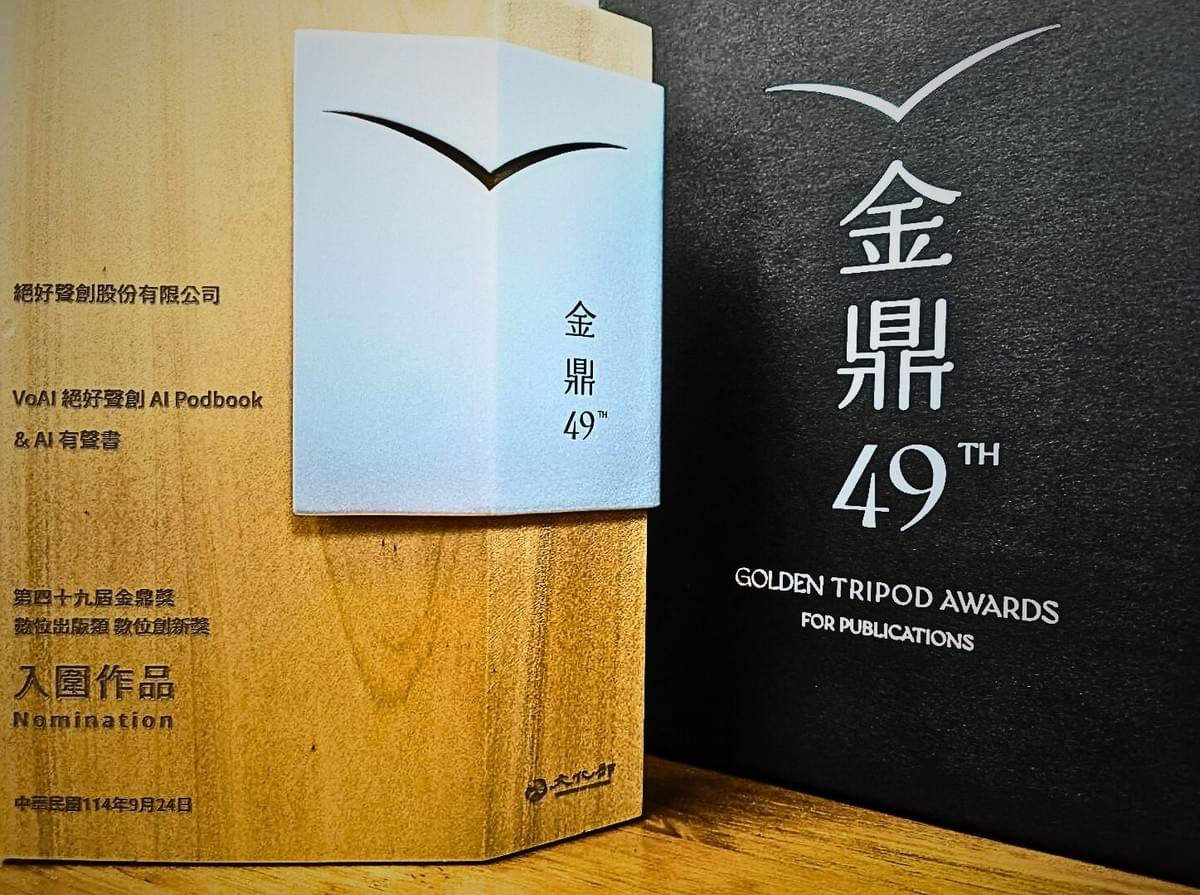 絕好聲創股份有限公司
VoAI 絕好聲創 AI Podbook
& AI 有聲書
第四十九屆金鼎獎
數位出版類 數位創新獎
入圍作品
Nomination
中華民國114年9月24日
金
鼎
49TH
文化部
金
鼎
49TH
GOLDEN TRIPOD AWARDS
FOR PUBLICATIONS